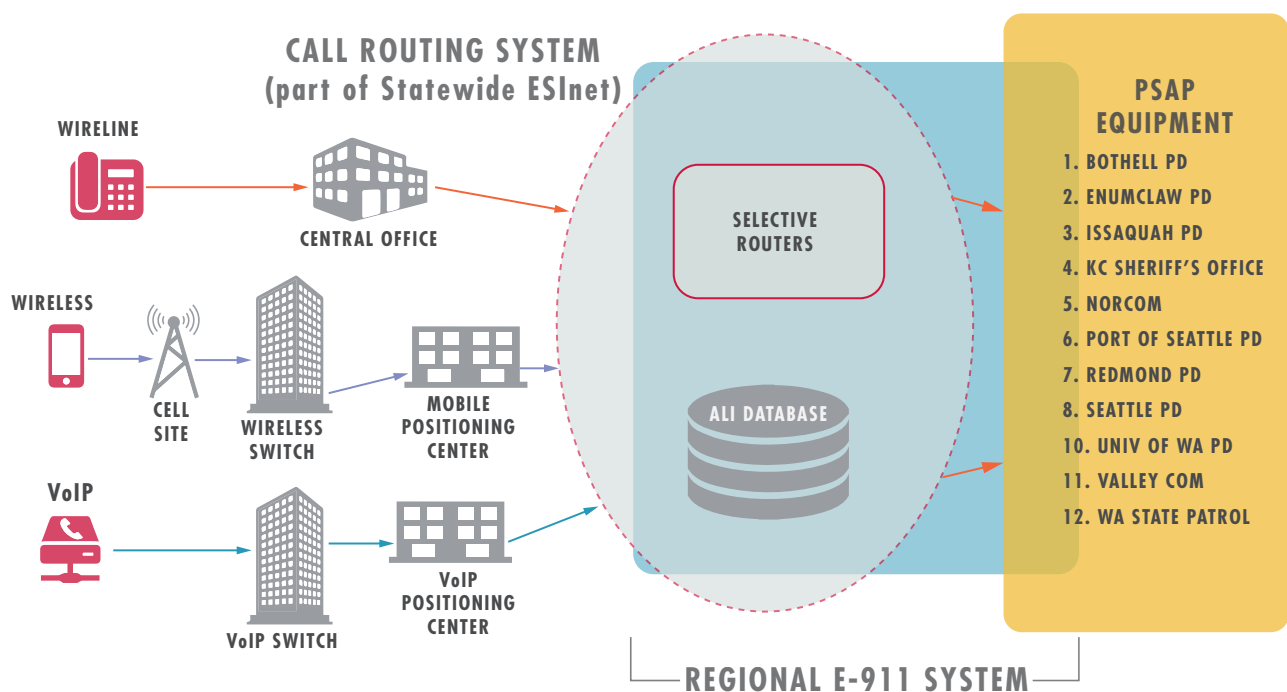 CALL ROUTING SYSTEM
(part of Statewide ESInet)
WIRELINE
CENTRAL OFFICE
WIRELESS
CELL
SITE
WIRELESS
SWITCH
MOBILE
POSITIONING
CENTER
VoIP
VoIP SWITCH
VoIP
POSITIONING
CENTER
SELECTIVE
ROUTERS
ALI DATABASE
REGIONAL E-911 SYSTEM
PSAP
EQUIPMENT
1. BOTHELL PD
2. ENUMCLAW PD
3. ISSAQUAH PD
4. KC SHERIFF'S OFFICE
5. NORCOM
6. PORT OF SEATTLE PD
7. REDMOND PD
8. SEATTLE PD
10. UNIV OF WA PD
11. VALLEY COM
12. WA STATE PATROL